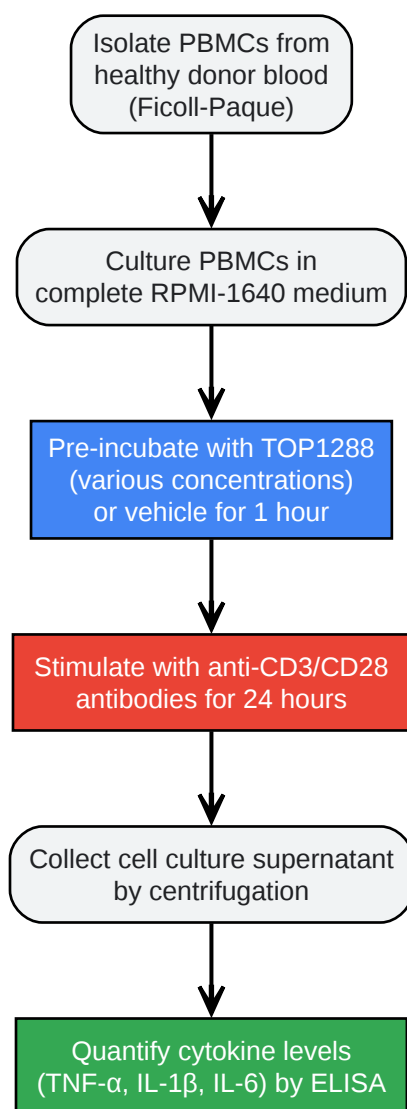 Isolate PBMCs from
healthy donor blood
(Ficoll-Paque)
Culture PBMCs in
complete RPMI-1640 medium
Pre-incubate with TOP1288
(various concentrations)
or vehicle for 1 hour
Stimulate with anti-CD3/CD28
antibodies for 24 hours
Collect cell culture supernatant
by centrifugation
Quantify cytokine levels
(TNF-α, IL-1β, IL-6) by ELISA